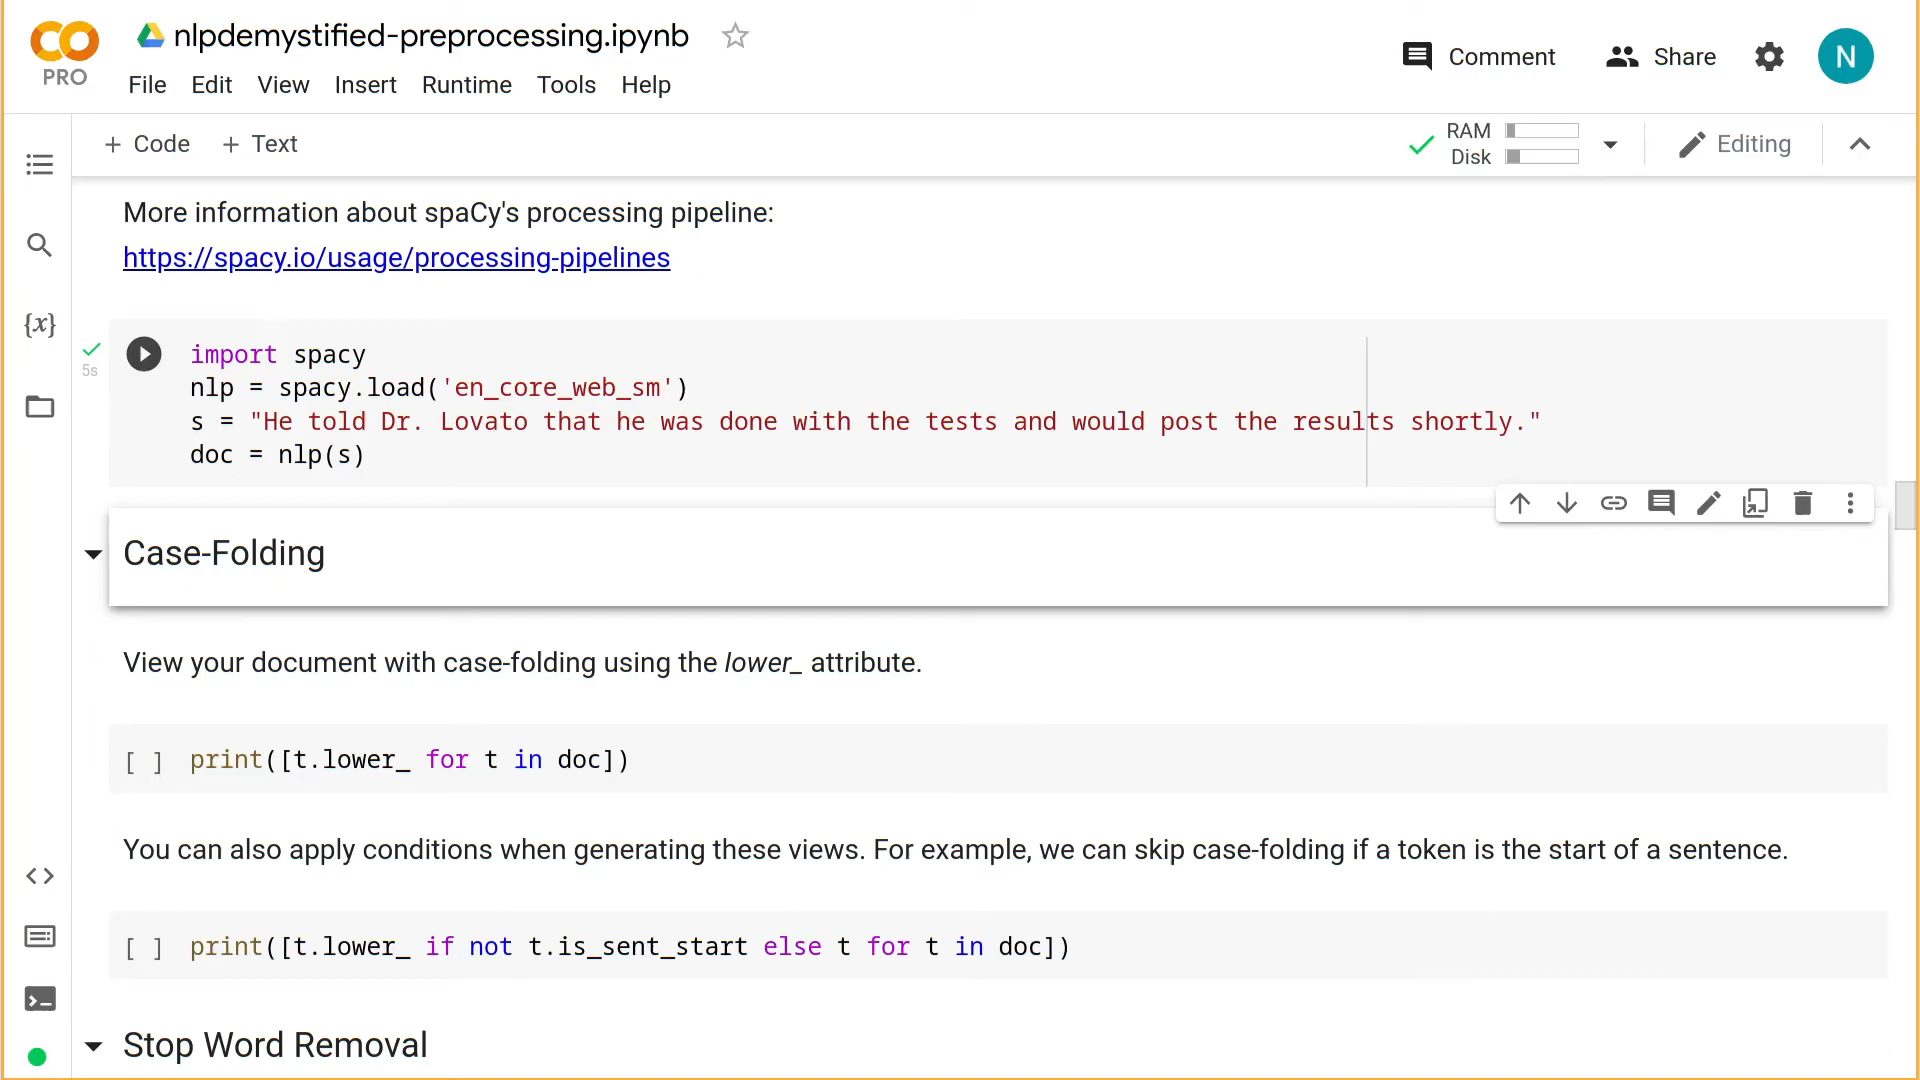 nlpdemystified-preprocessing.ipynb
PRO
File Edit View Insert Runtime Tools Help
Comment
Share
N
+ Code + Text
RAM
Disk
Editing
More information about spaCy's processing pipeline:
https://spacy.io/usage/processing-pipelines
{x}
5s
import spacy
nlp = spacy.load('en_core_web_sm')
s = "He told Dr. Lovato that he was done with the tests and would post the results shortly."
doc = nlp(s)
Case-Folding
View your document with case-folding using the lower_ attribute.
[ ] print([t.lower_ for t in doc])
You can also apply conditions when generating these views. For example, we can skip case-folding if a token is the start of a sentence.
[ ] print([t.lower_ if not t.is_sent_start else t for t in doc])
Stop Word Removal